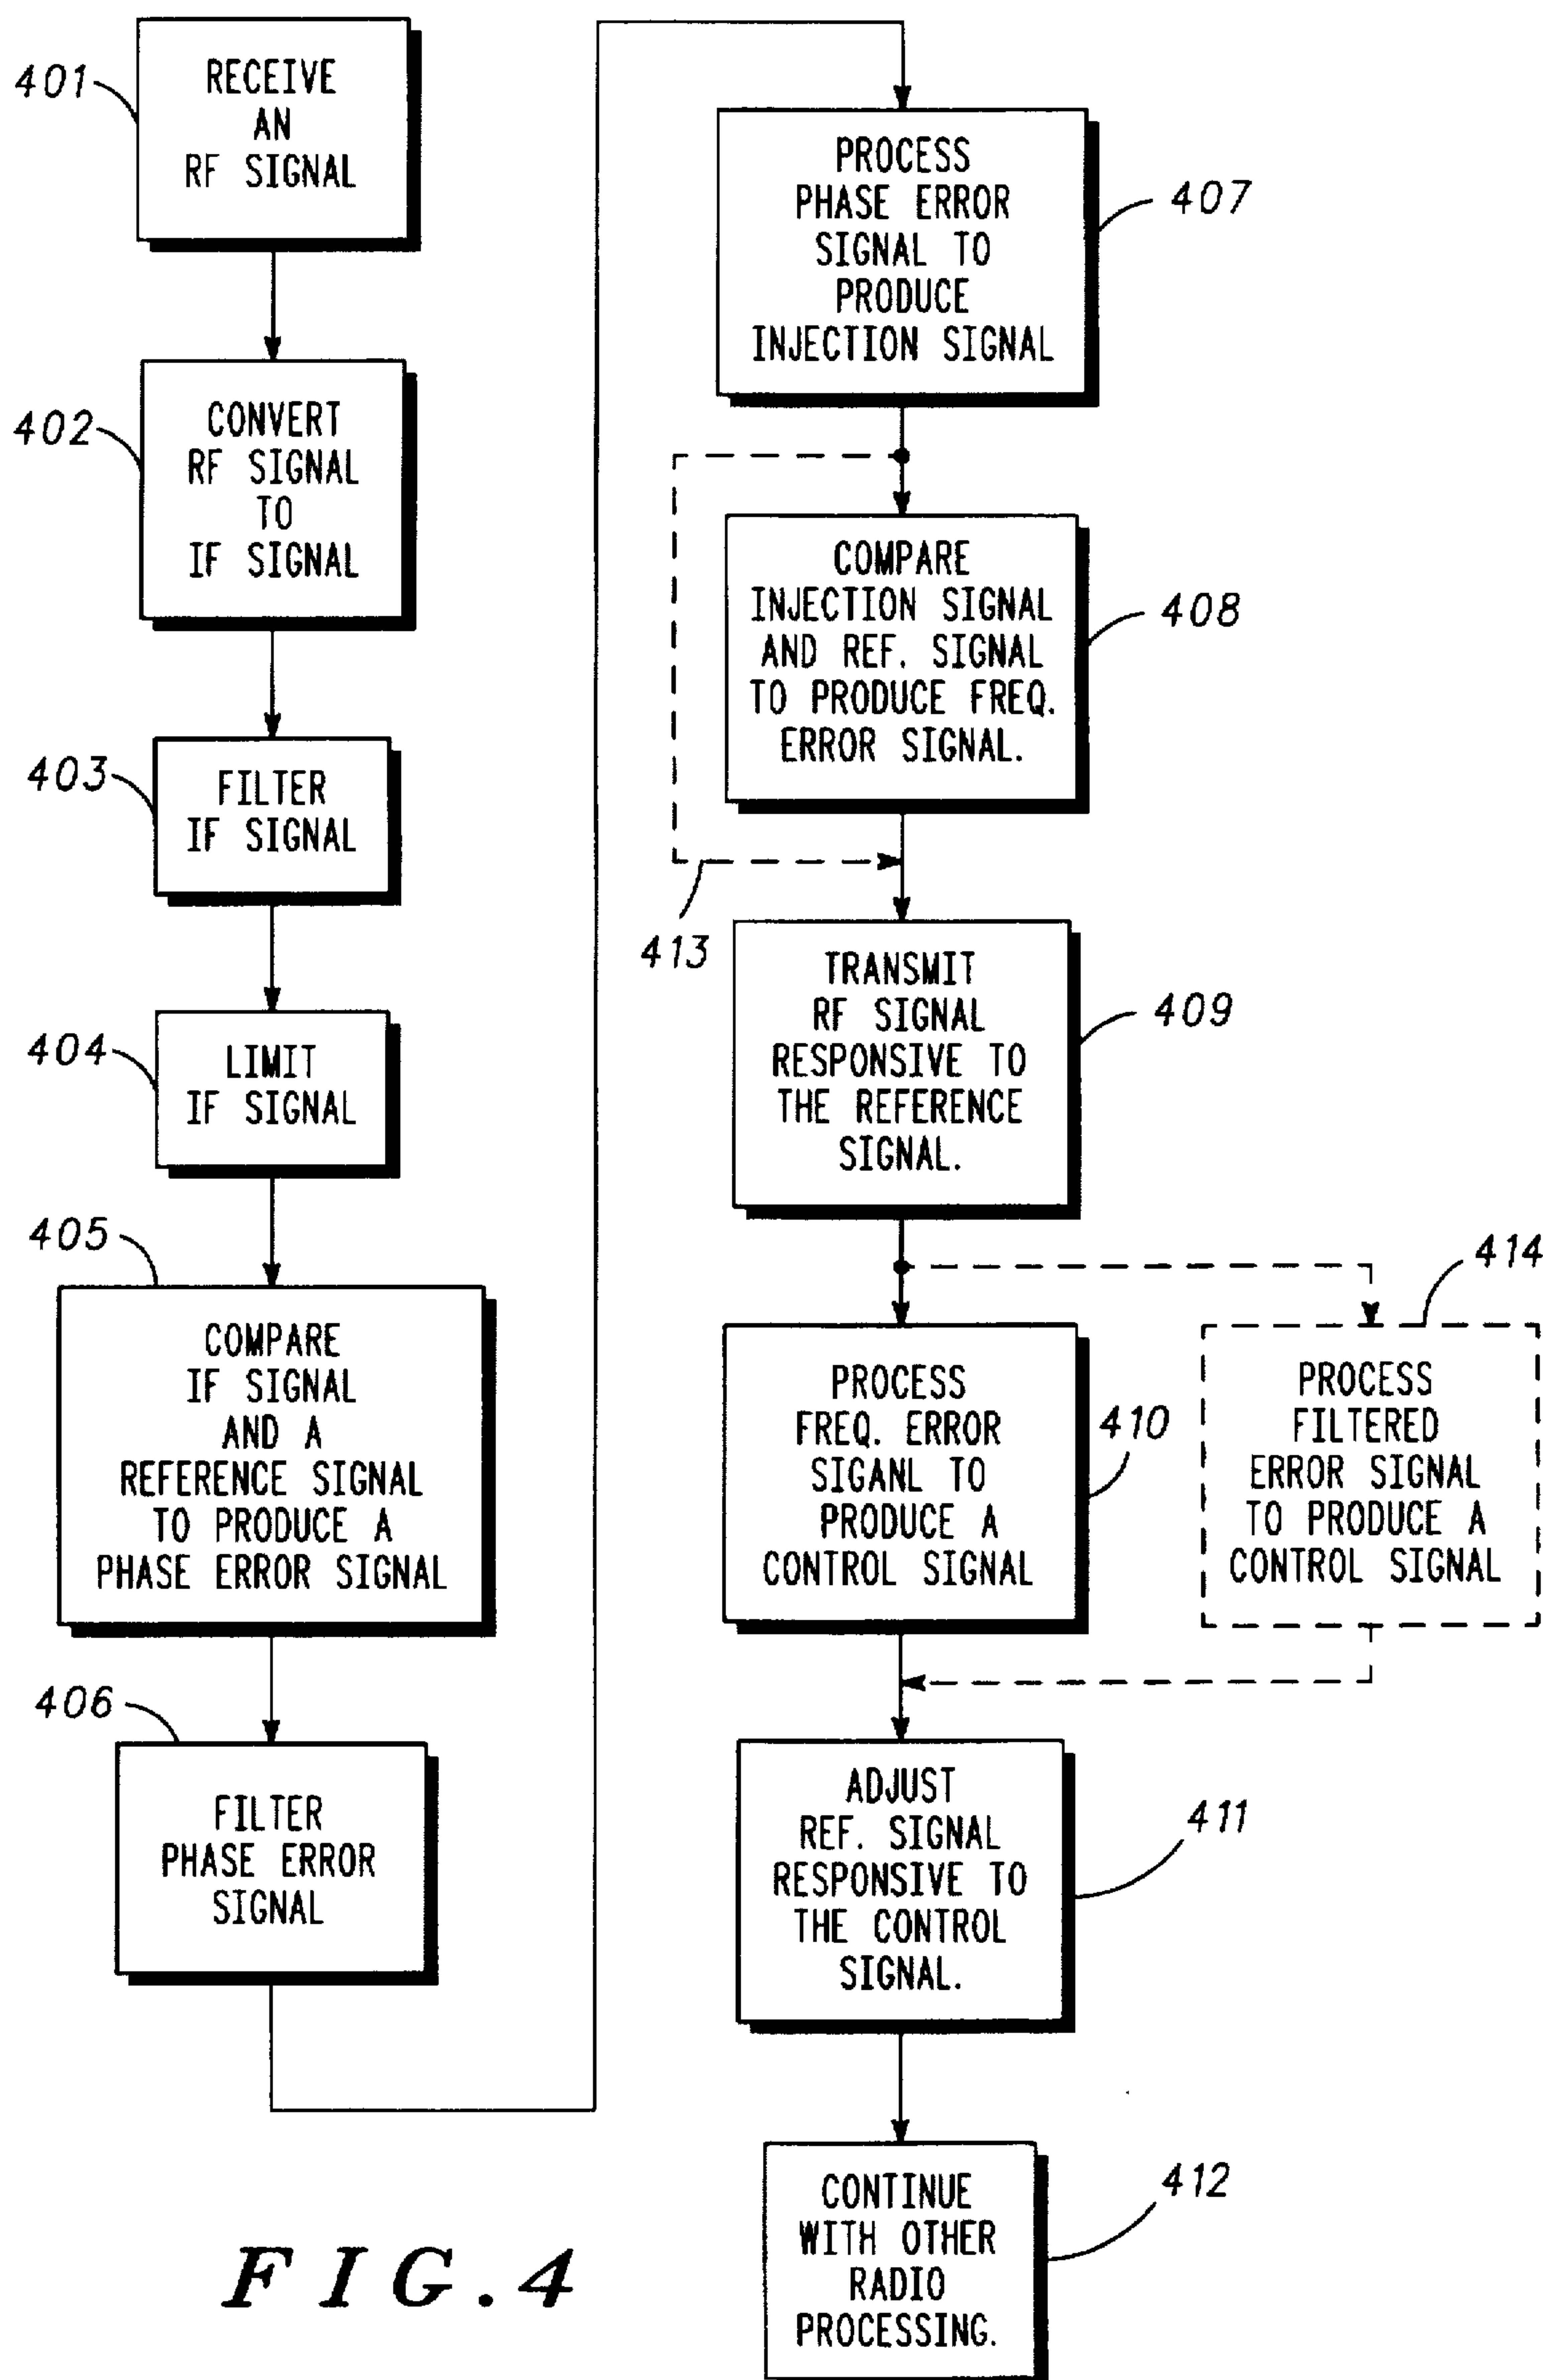 401
RECEIVE
AN
RF SIGNAL
402
CONVERT
RF SIGNAL
TO
IF SIGNAL
403
FILTER
IF SIGNAL
404
LIMIT
IF SIGNAL
405
COMPARE
IF SIGNAL
AND A
REFERENCE SIGNAL
TO PRODUCE A
PHASE ERROR SIGNAL
406
FILTER
PHASE ERROR
SIGNAL
PROCESS
PHASE ERROR
SIGNAL TO
PRODUCE
INJECTION SIGNAL
407
COMPARE
INJECTION SIGNAL
AND REF. SIGNAL
TO PRODUCE FREQ.
ERROR SIGNAL.
408
413
TRANSMIT
RF SIGNAL
RESPONSIVE TO
THE REFERENCE
SIGNAL.
409
PROCESS
FREQ. ERROR
SIGANL TO
PRODUCE A
CONTROL SIGNAL
410
414
PROCESS
FILTERED
ERROR SIGNAL
TO PRODUCE A
CONTROL SIGNAL
ADJUST
REF. SIGNAL
RESPONSIVE TO
THE CONTROL
SIGNAL.
411
CONTINUE
WITH OTHER
RADIO
PROCESSING.
412
FIG.4